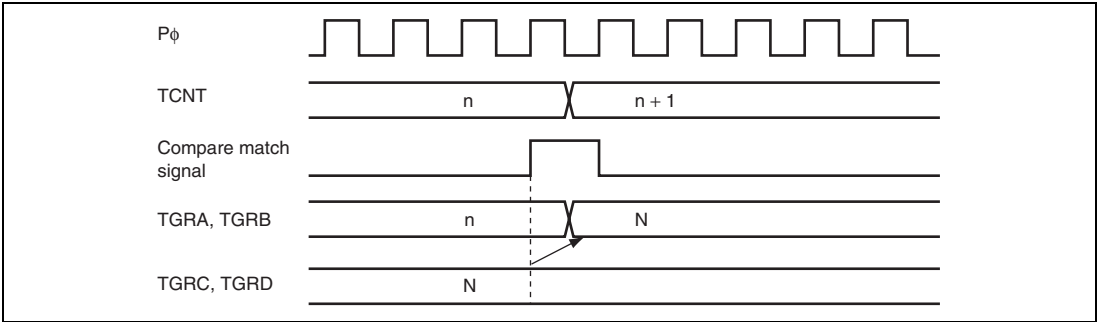 Pϕ
TCNT
n
n + 1
Compare match
signal
TGRA, TGRB
n
N
TGRC, TGRD
N